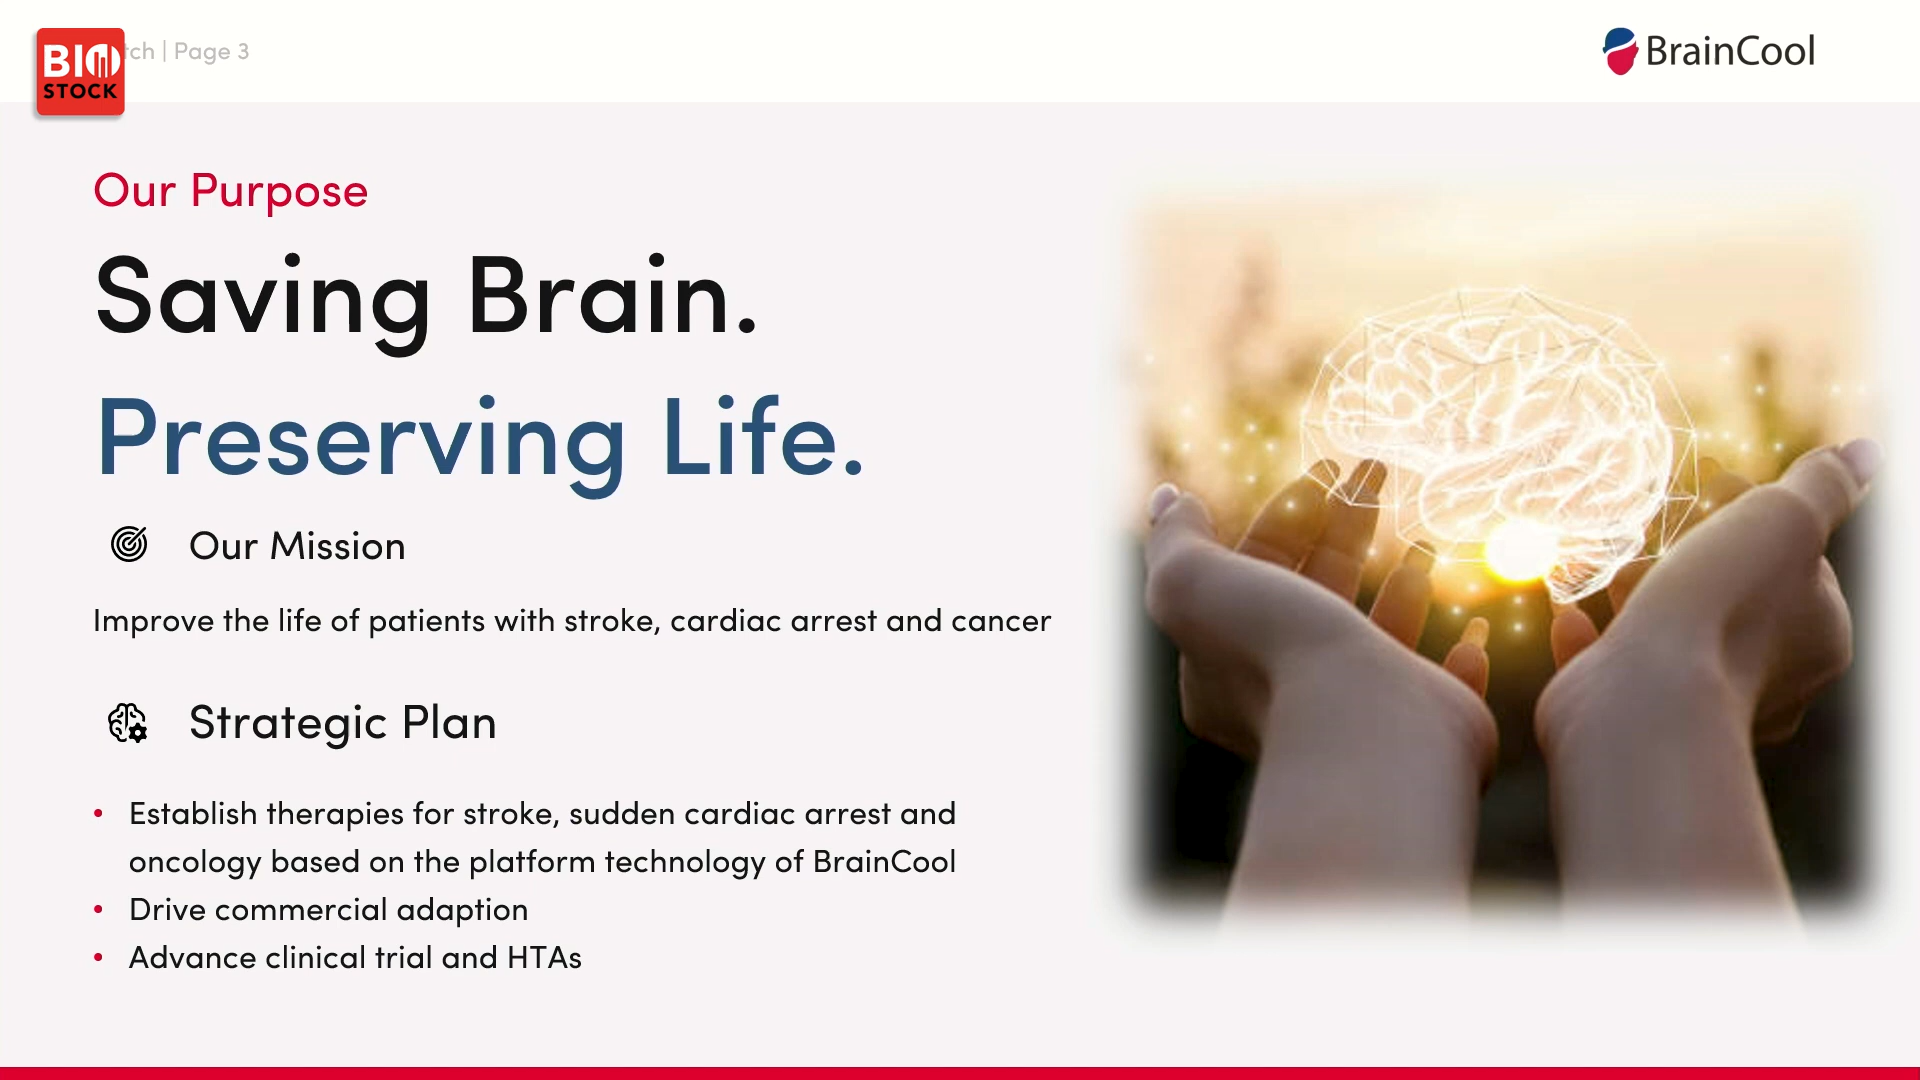 BIO
STOCK
tch | Page 3
BrainCool
Our Purpose
Saving Brain.
Preserving Life.
Our Mission
Improve the life of patients with stroke, cardiac arrest and cancer
Strategic Plan
• Establish therapies for stroke, sudden cardiac arrest and
oncology based on the platform technology of BrainCool
• Drive commercial adaption
• Advance clinical trial and HTAs